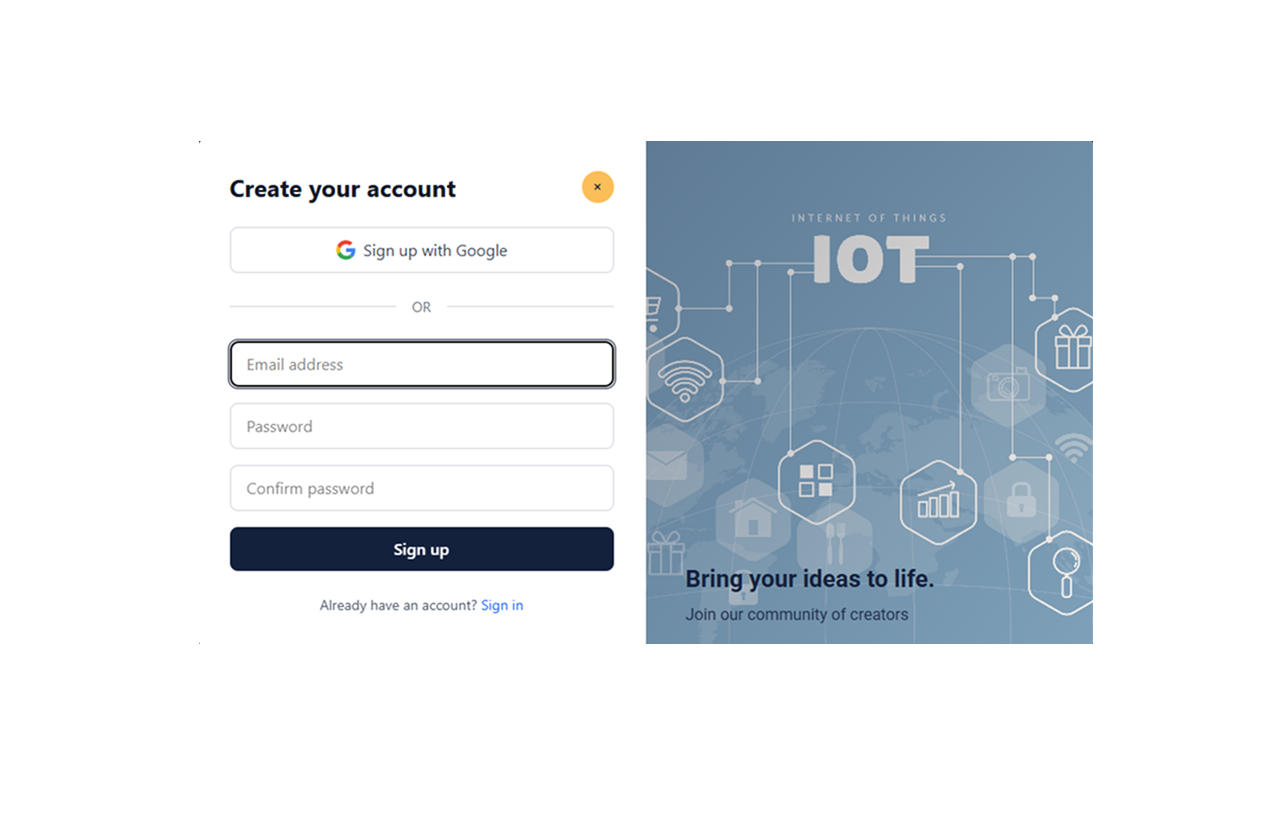 Create your account
×
Sign up with Google
OR
Email address
Password
Confirm password
Sign up
Already have an account? Sign in
INTERNET OF THINGS
IOT
Bring your ideas to life.
Join our community of creators